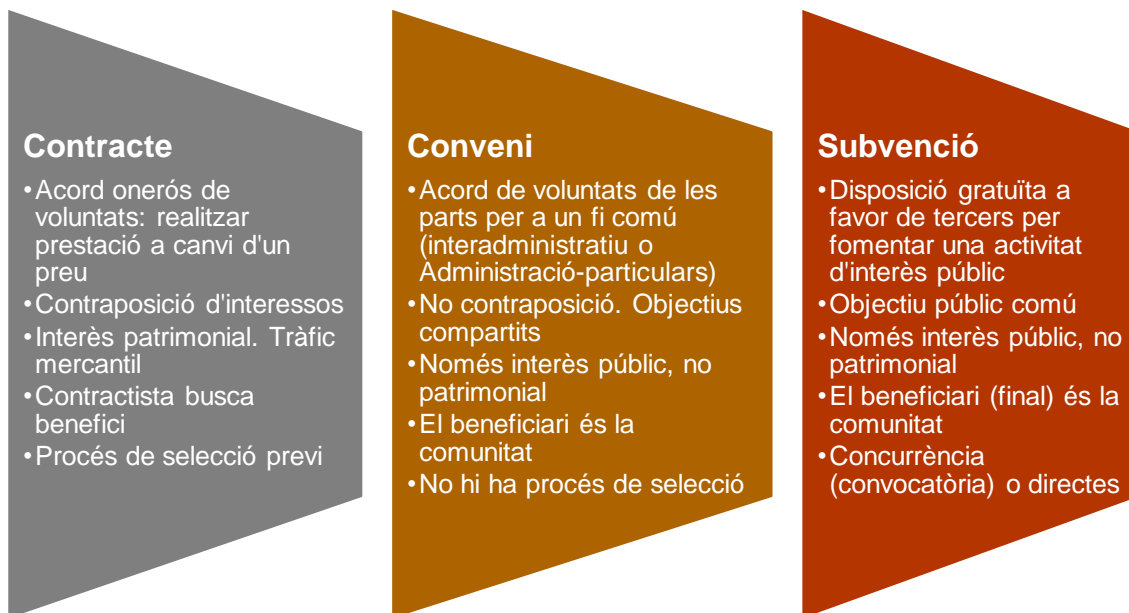 Contracte
•Acord onerós de
voluntats: realitzar
prestació a canvi d'un
preu
•Contraposició d'interessos
•Interès patrimonial. Tràfic
mercantil
•Contractista busca
benefici
•Procés de selecció previ
Conveni
•Acord de voluntats de les
parts per a un fi comú
(interadministratiu o
Administració-particulars)
•No contraposició. Objectius
compartits
•Només interès públic, no
patrimonial
•El beneficiari és la
comunitat
•No hi ha procés de selecció
Subvenció
•Disposició gratuïta a
favor de tercers per
fomentar una activitat
d'interès públic
•Objectiu públic comú
•Només interès públic, no
patrimonial
•El beneficiari (final) és la
comunitat
•Concurrència
(convocatòria) o directes